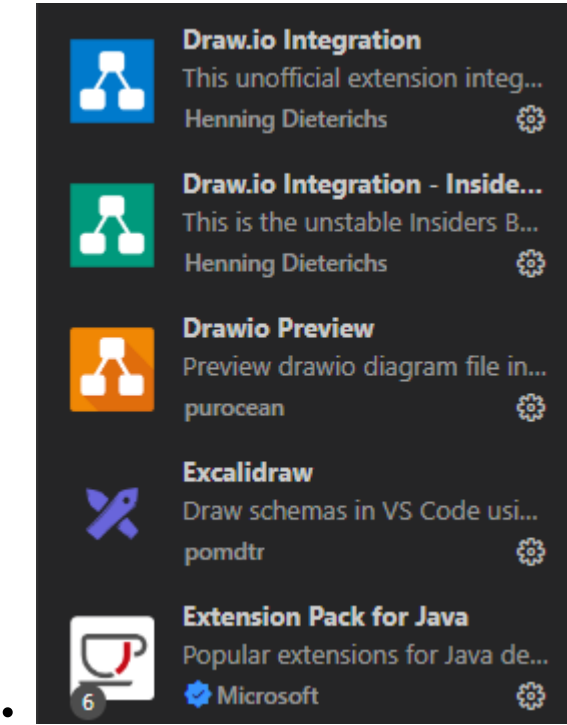 Draw.io Integration
This unofficial extension integ...
Henning Dieterichs
Draw.io Integration - Inside...
This is the unstable Insiders B...
Henning Dieterichs
Drawio Preview
Preview drawio diagram file in...
purocean
Excalidraw
Draw schemas in VS Code usi...
pomdtr
Extension Pack for Java
Popular extensions for Java de...
6
Microsoft